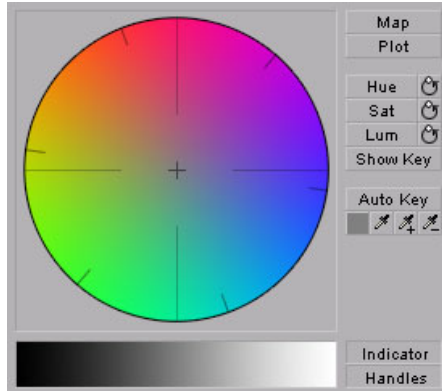 Map
Plot
Hue
Sat
Lum
Show Key
Auto Key
Indicator
Handles